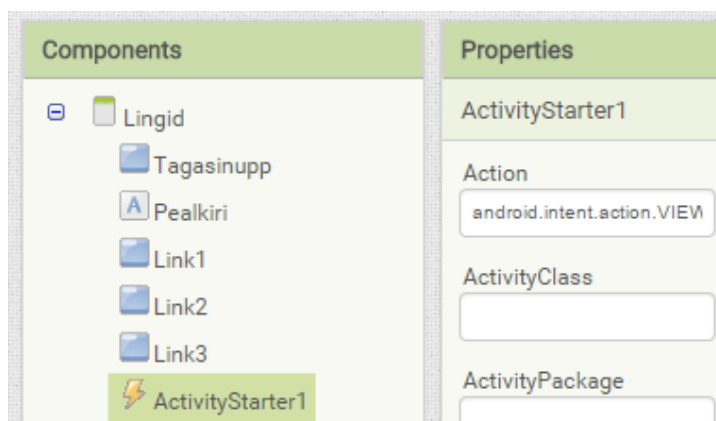 Components
Lingid
Tagasinupp
A Pealkiri
Link1
Link2
Link3
ActivityStarter1
Properties
ActivityStarter1
Action
android.intent.action.VIEW
ActivityClass
ActivityPackage